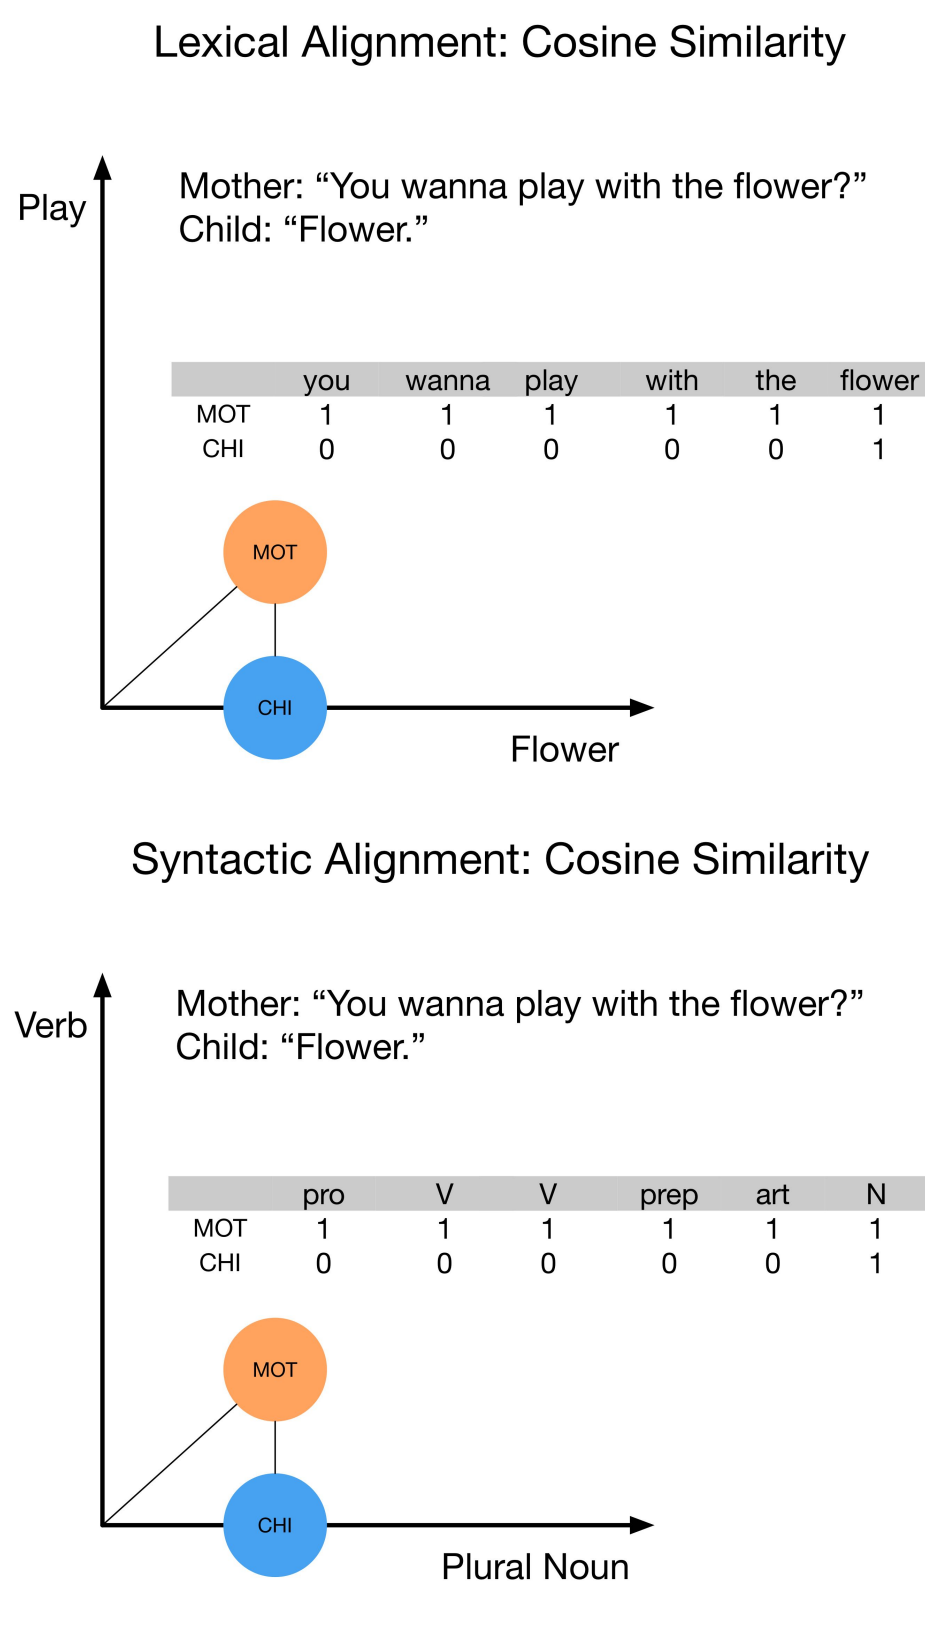 Lexical Alignment: Cosine Similarity
Play
Mother: “You wanna play with the flower?”
Child: “Flower.”
you wanna play with the flower
MOT 1 1 1 1 1 1
CHI 0 0 0 0 0 1
MOT
CHI
Flower
Syntactic Alignment: Cosine Similarity
Verb
Mother: “You wanna play with the flower?”
Child: “Flower.”
pro V V prep art N
MOT 1 1 1 1 1 1
CHI 0 0 0 0 0 1
MOT
CHI
Plural Noun